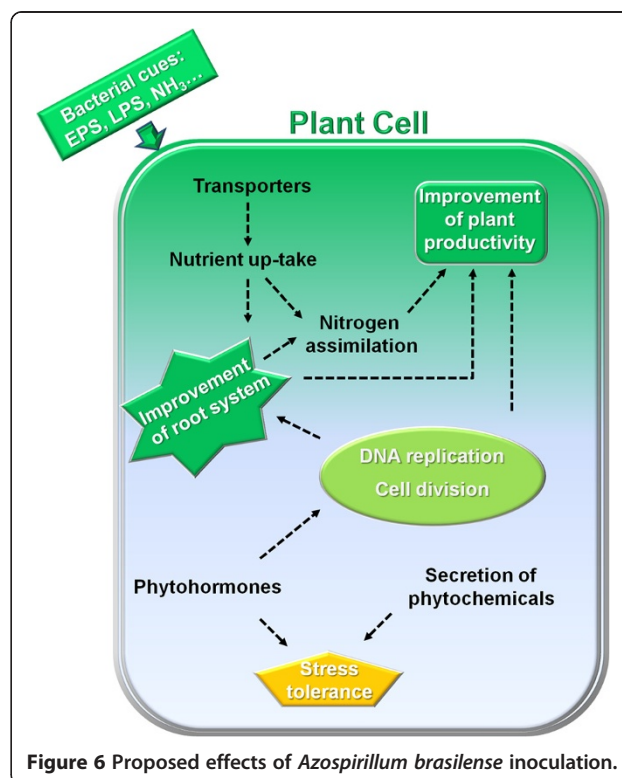 Bacterial cues:
EPS, LPS, NH₃...
Plant Cell
Transporters
Improvement
of plant
productivity
Nutrient up-take
Nitrogen
assimilation
Improvement
of root system
DNA replication
Cell division
Phytohormones
Secretion of
phytochemicals
Stress
tolerance
Figure 6 Proposed effects of Azospirillum brasilense inoculation.